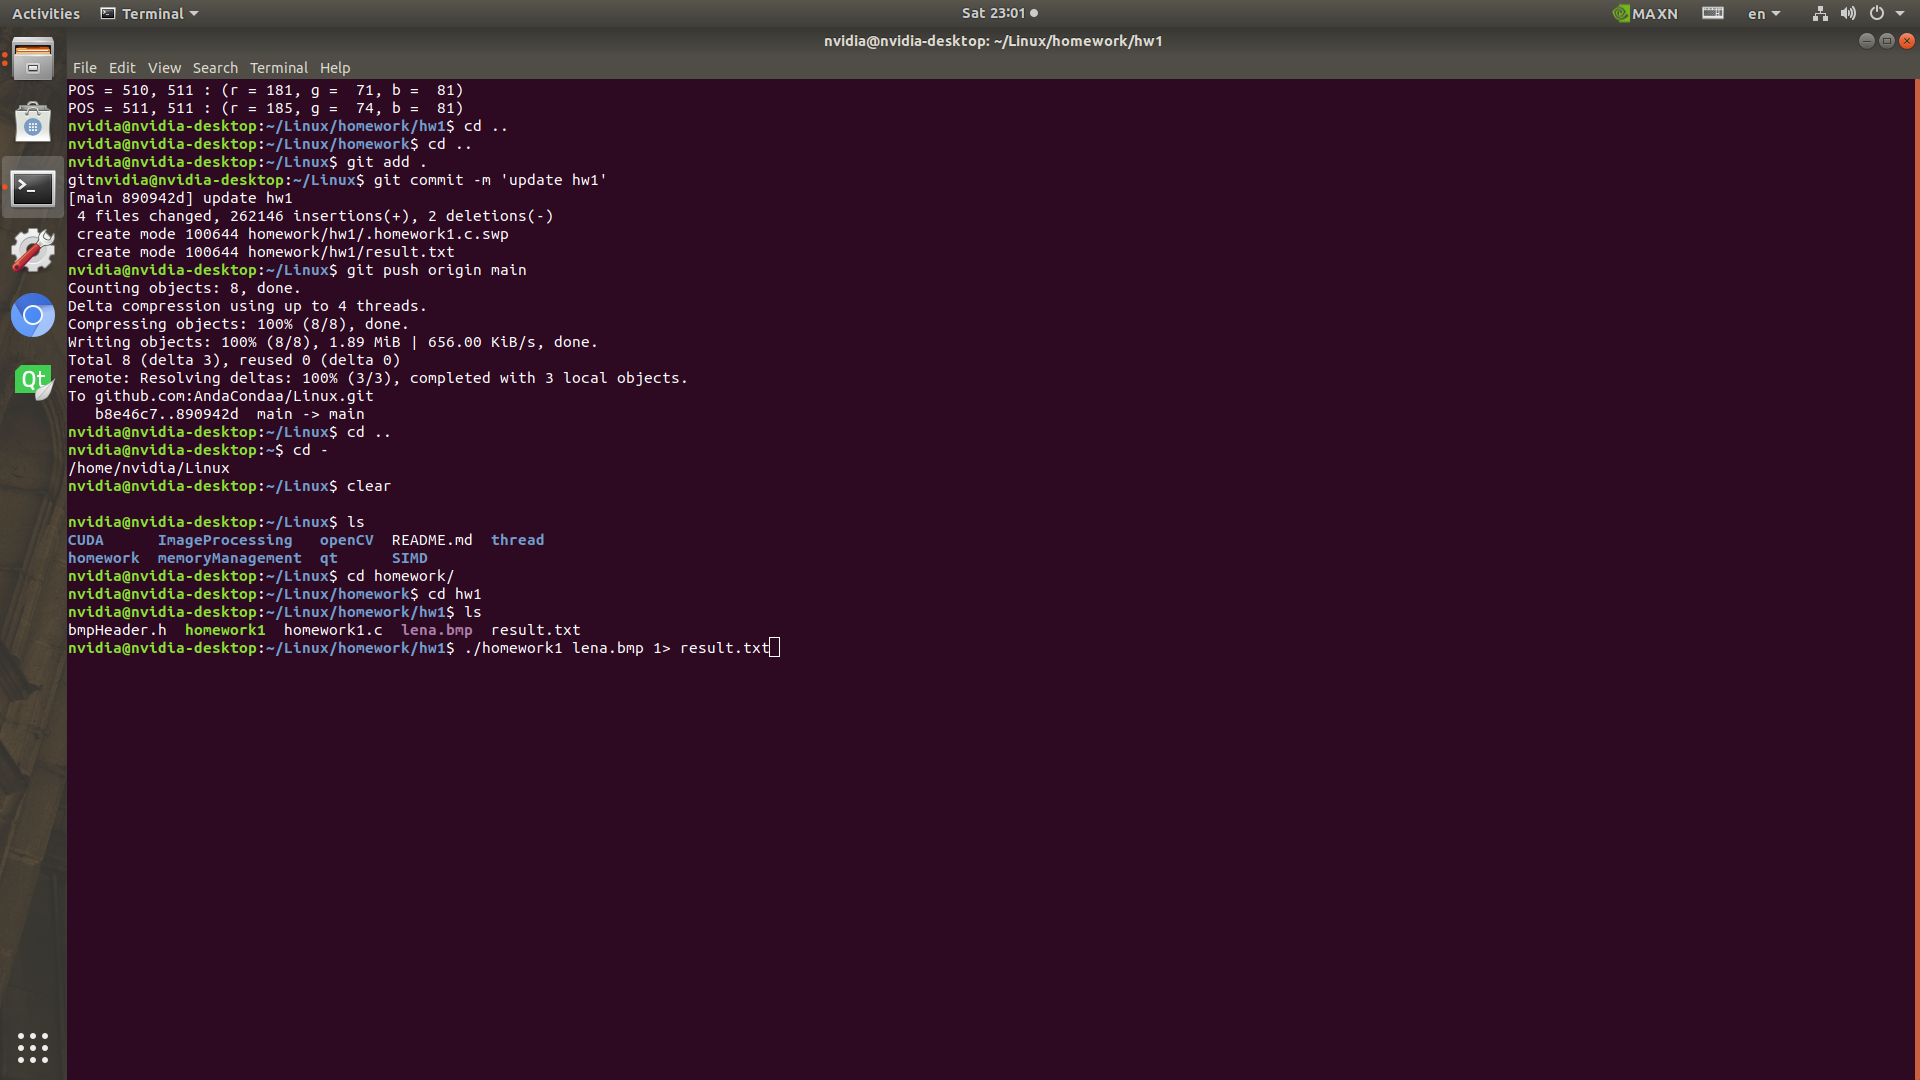 Activities Terminal Sat 23:01 MAXN en
nvidia@nvidia-desktop: ~/Linux/homework/hw1
File Edit View Search Terminal Help
POS = 510, 511 : (r = 181, g =  71, b =  81)
POS = 511, 511 : (r = 185, g =  74, b =  81)
nvidia@nvidia-desktop:~/Linux/homework/hw1$ cd ..
nvidia@nvidia-desktop:~/Linux/homework$ cd ..
nvidia@nvidia-desktop:~/Linux$ git add .
gitnvidia@nvidia-desktop:~/Linux$ git commit -m 'update hw1'
[main 890942d] update hw1
 4 files changed, 262146 insertions(+), 2 deletions(-)
 create mode 100644 homework/hw1/.homework1.c.swp
 create mode 100644 homework/hw1/result.txt
nvidia@nvidia-desktop:~/Linux$ git push origin main
Counting objects: 8, done.
Delta compression using up to 4 threads.
Compressing objects: 100% (8/8), done.
Writing objects: 100% (8/8), 1.89 MiB | 656.00 KiB/s, done.
Total 8 (delta 3), reused 0 (delta 0)
remote: Resolving deltas: 100% (3/3), completed with 3 local objects.
To github.com:AndaCondaa/Linux.git
   b8e46c7..890942d  main -> main
nvidia@nvidia-desktop:~/Linux$ cd ..
nvidia@nvidia-desktop:~$ cd -
/home/nvidia/Linux
nvidia@nvidia-desktop:~/Linux$ clear
nvidia@nvidia-desktop:~/Linux$ ls
CUDA      ImageProcessing   openCV  README.md  thread
homework  memoryManagement  qt      SIMD
nvidia@nvidia-desktop:~/Linux$ cd homework/
nvidia@nvidia-desktop:~/Linux/homework$ cd hw1
nvidia@nvidia-desktop:~/Linux/homework/hw1$ ls
bmpHeader.h  homework1  homework1.c  lena.bmp  result.txt
nvidia@nvidia-desktop:~/Linux/homework/hw1$ ./homework1 lena.bmp 1> result.txt
Qt